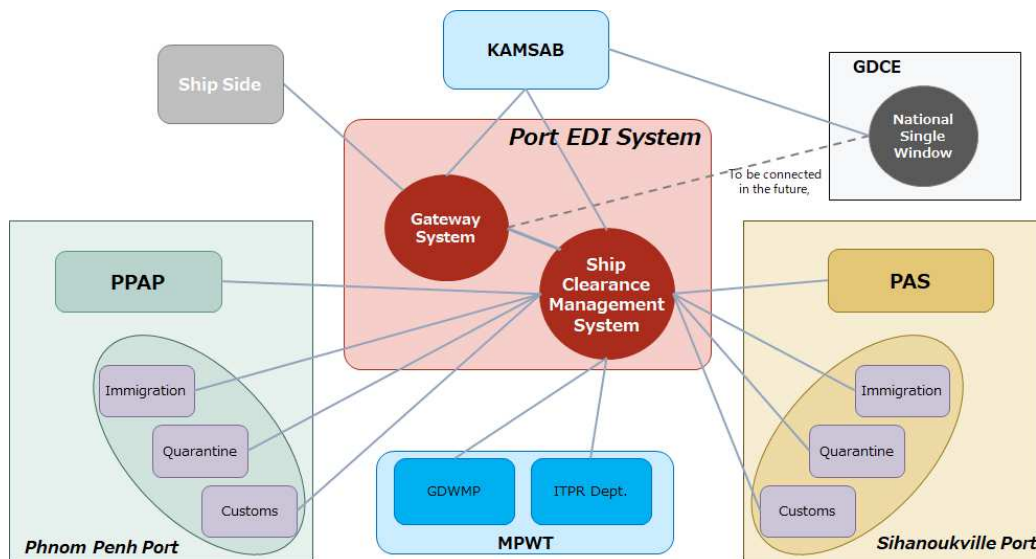 KAMSAB
Ship Side
GDCE
National
Single
Window
Port EDI System
To be connected
in the future,
Gateway
System
Ship
Clearance
Management
System
PPAP
Immigration
Quarantine
Customs
Phnom Penh Port
PAS
Immigration
Quarantine
Customs
Sihanoukville Port
GDWMP
ITPR Dept.
MPWT